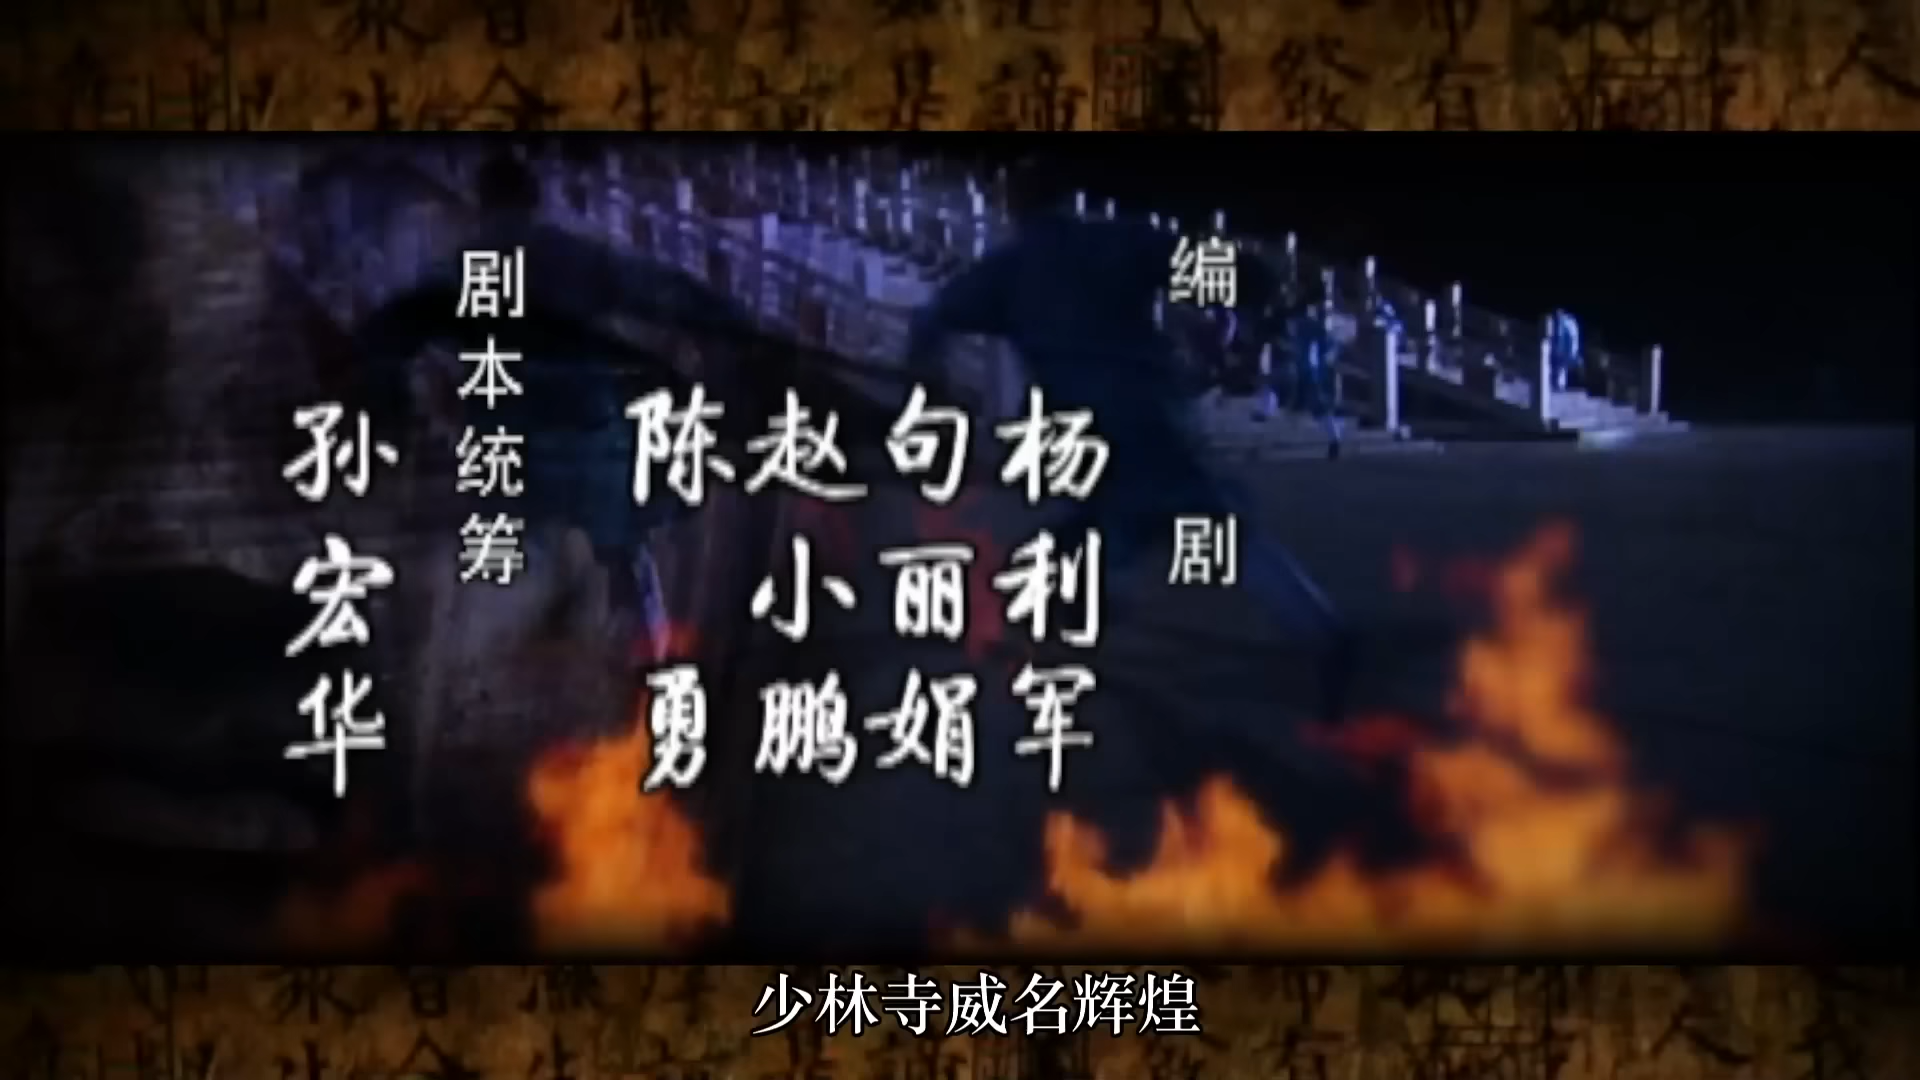 编剧
杨利军
句丽娟
赵小鹏
陈勇
剧本统筹
孙宏华
少林寺威名辉煌